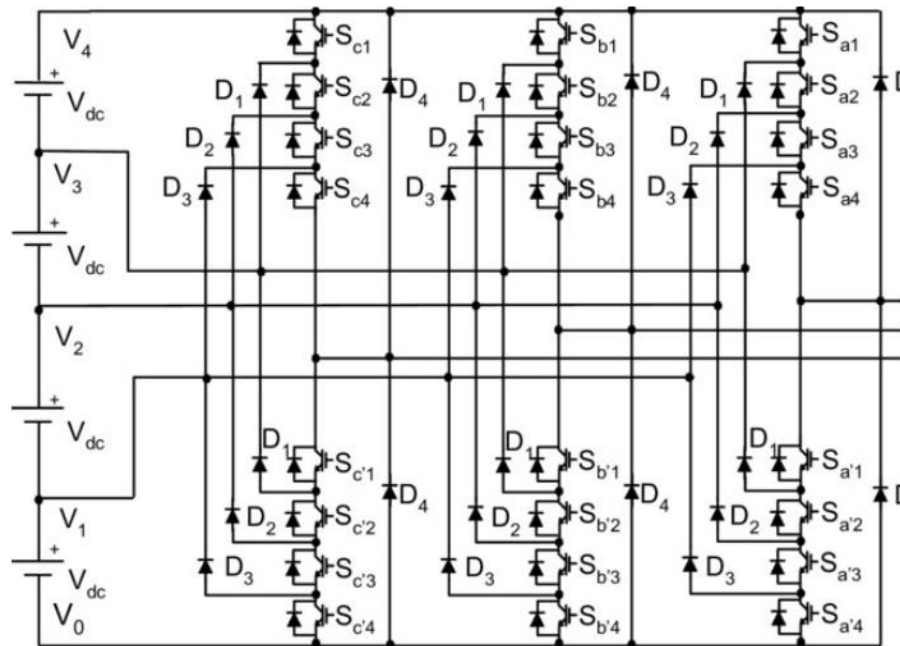 V4
Sc1
Sb1
Sa1
+
Vdc
D1
Sc2
D4
D1
Sb2
D4
D1
Sa2
D
D2
Sc3
D2
Sb3
D2
Sa3
V3
D3
Sc4
D3
Sb4
D3
Sa4
+
Vdc
V2
+
Vdc
D1
Sc'1
D1
Sb'1
D1
Sa'1
V1
D2
Sc'2
D4
D2
Sb'2
D4
D2
Sa'2
D
+
Vdc
D3
Sc'3
D3
Sb'3
D3
Sa'3
V0
Sc'4
Sb'4
Sa'4